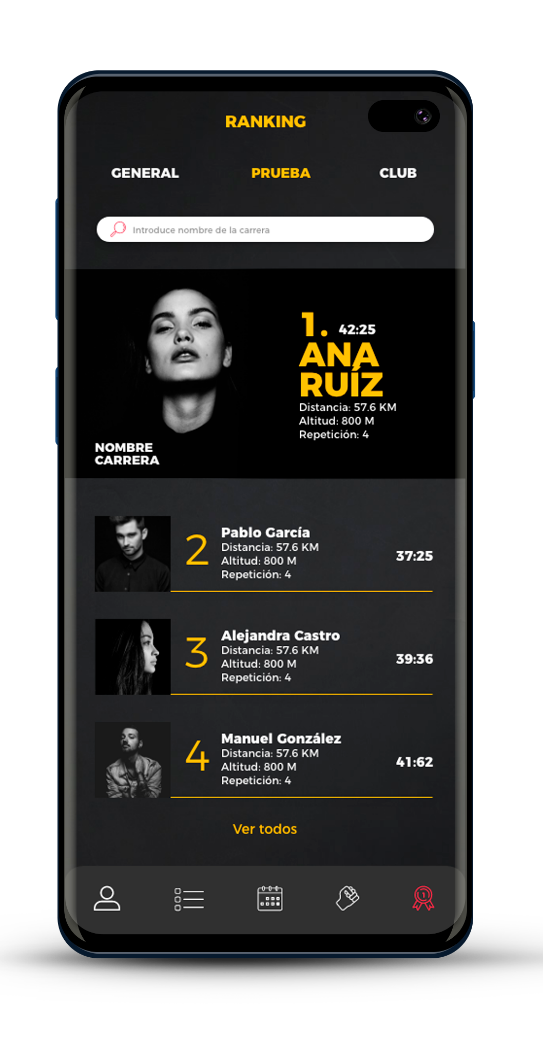 RANKING
GENERAL PRUEBA CLUB
Introduce nombre de la carrera
1. 42:25
ANA
RUÍZ
Distancia: 57.6 KM
Altitud: 800 M
Repetición: 4
NOMBRE
CARRERA
2 Pablo García
Distancia: 57.6 KM
Altitud: 800 M
Repetición: 4
37:25
3 Alejandra Castro
Distancia: 57.6 KM
Altitud: 800 M
Repetición: 4
39:36
4 Manuel González
Distancia: 57.6 KM
Altitud: 800 M
Repetición: 4
41:62
Ver todos
1